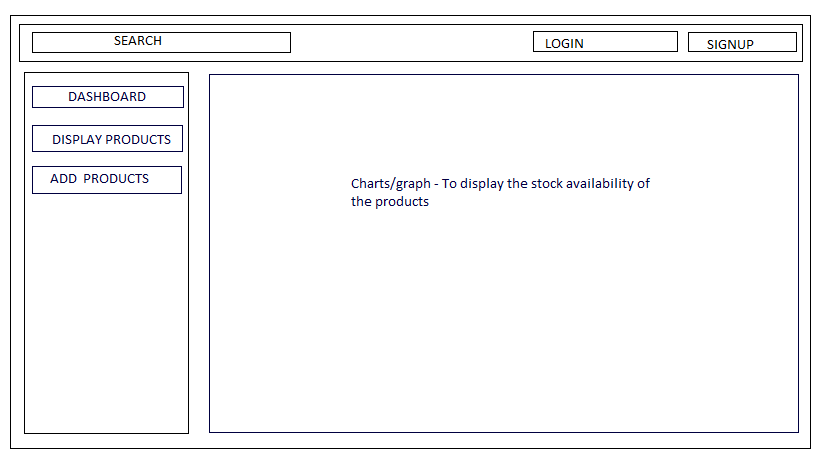 SEARCH
LOGIN
SIGNUP
DASHBOARD
DISPLAY PRODUCTS
ADD PRODUCTS
Charts/graph - To display the stock availability of
the products